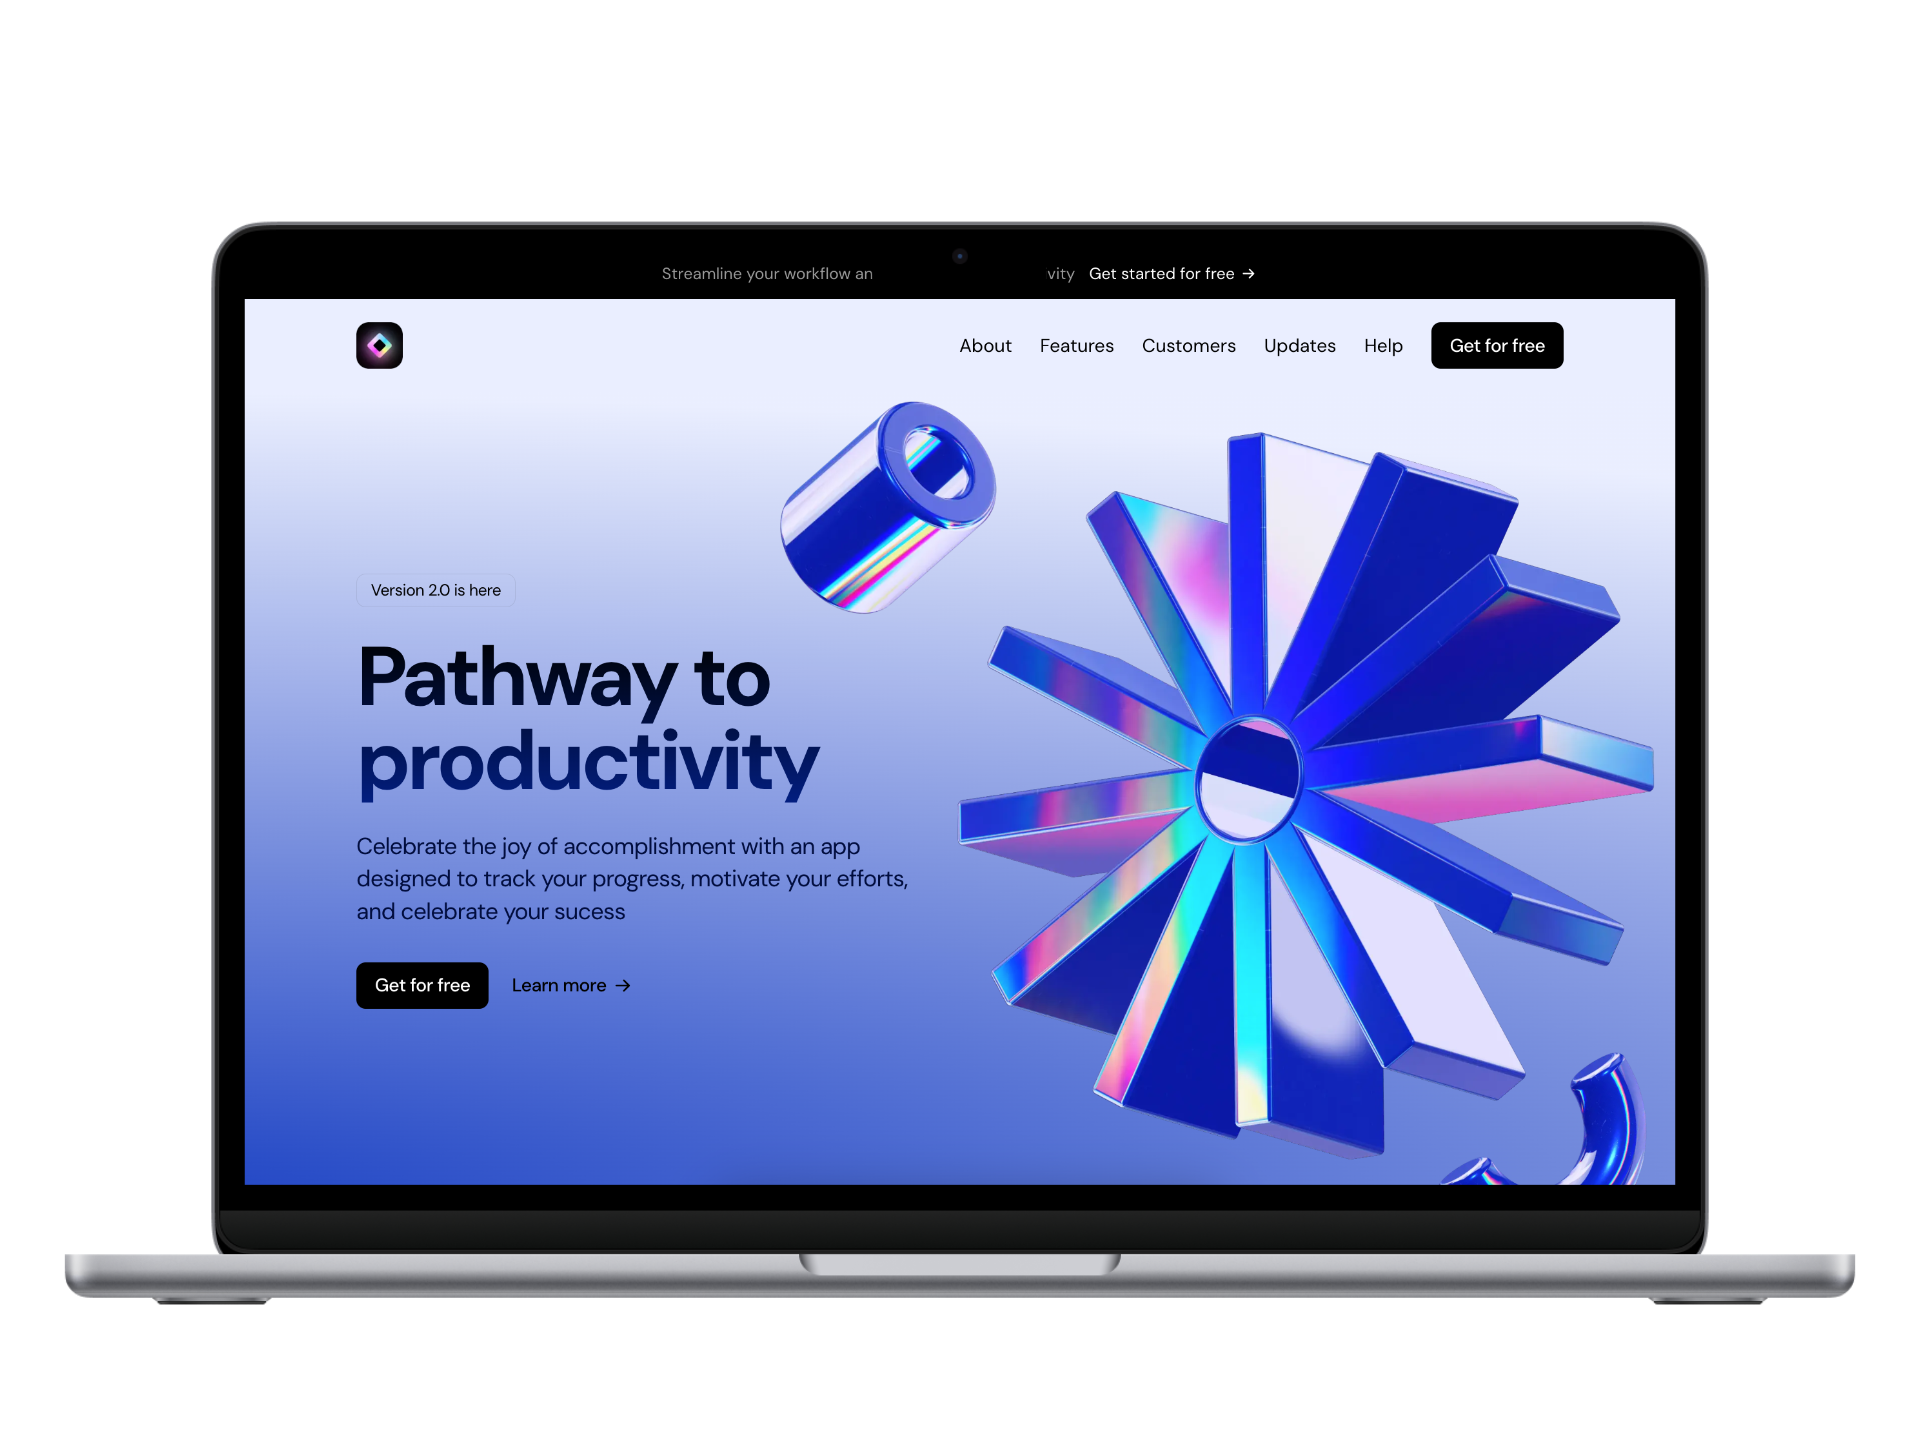 Streamline your workflow an vity Get started for free →
About Features Customers Updates Help Get for free
Version 2.0 is here
Pathway to
productivity
Celebrate the joy of accomplishment with an app
designed to track your progress, motivate your efforts,
and celebrate your sucess
Get for free Learn more →